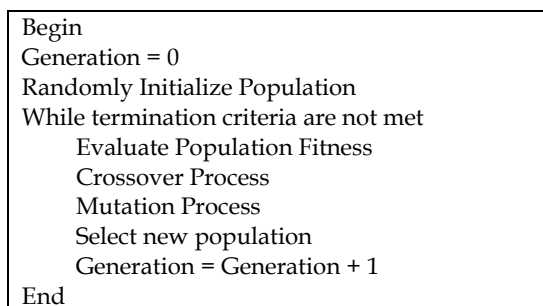 Begin
Generation = 0
Randomly Initialize Population
While termination criteria are not met
Evaluate Population Fitness
Crossover Process
Mutation Process
Select new population
Generation = Generation + 1
End